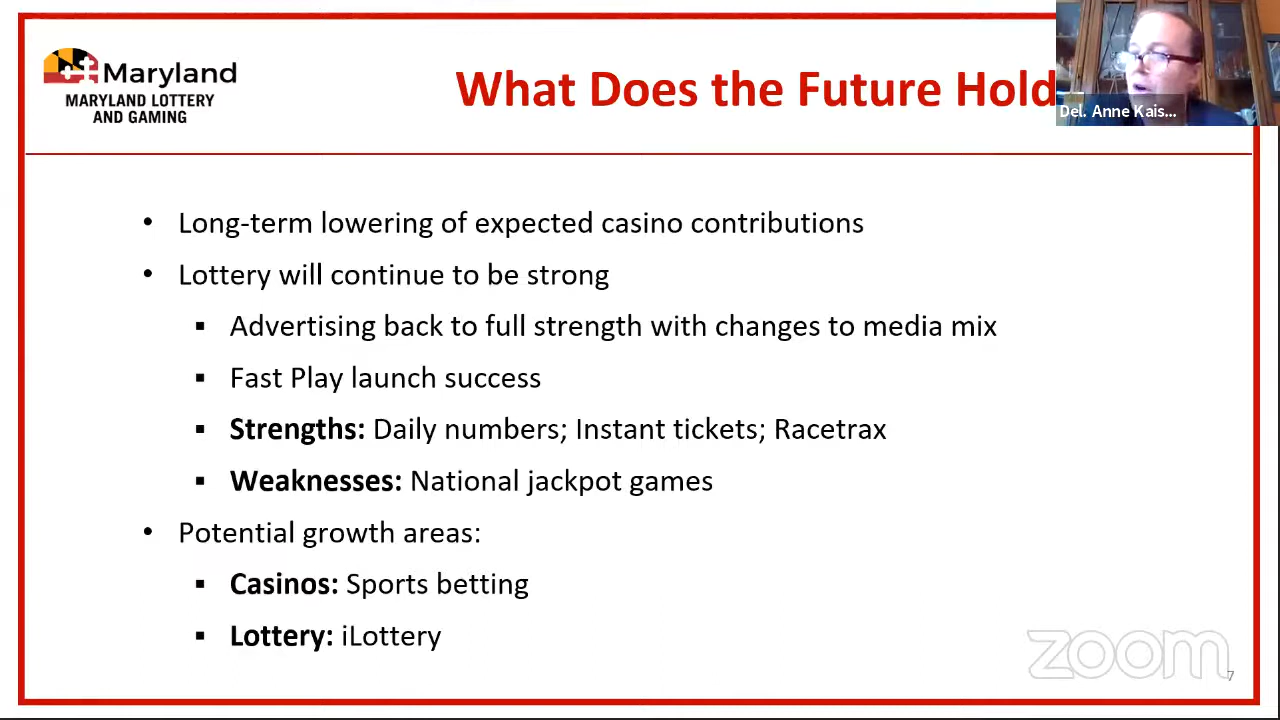 Maryland
MARYLAND LOTTERY
AND GAMING
What Does the Future Hold
Del. Anne Kais...
• Long-term lowering of expected casino contributions
• Lottery will continue to be strong
▪ Advertising back to full strength with changes to media mix
▪ Fast Play launch success
▪ Strengths: Daily numbers; Instant tickets; Racetrax
▪ Weaknesses: National jackpot games
• Potential growth areas:
▪ Casinos: Sports betting
▪ Lottery: iLottery
zoom
7